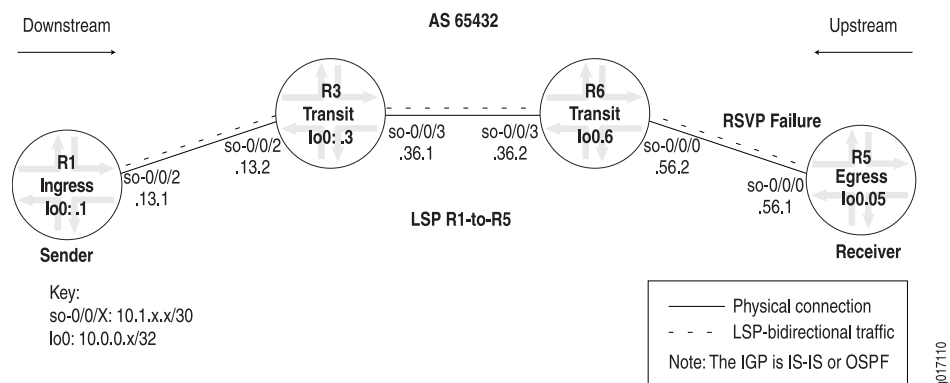 Downstream
AS 65432
Upstream
R3
Transit
lo0: .3
R6
Transit
lo0.6
RSVP Failure
so-0/0/3
.36.1
so-0/0/3
.36.2
R1
Ingress
lo0: .1
so-0/0/2
.13.2
so-0/0/0
.56.2
R5
Egress
lo0.05
so-0/0/2
.13.1
so-0/0/0
.56.1
LSP R1-to-R5
Sender
Receiver
Key:
so-0/0/X: 10.1.x.x/30
lo0: 10.0.0.x/32
Physical connection
LSP-bidirectional traffic
Note: The IGP is IS-IS or OSPF
g017110